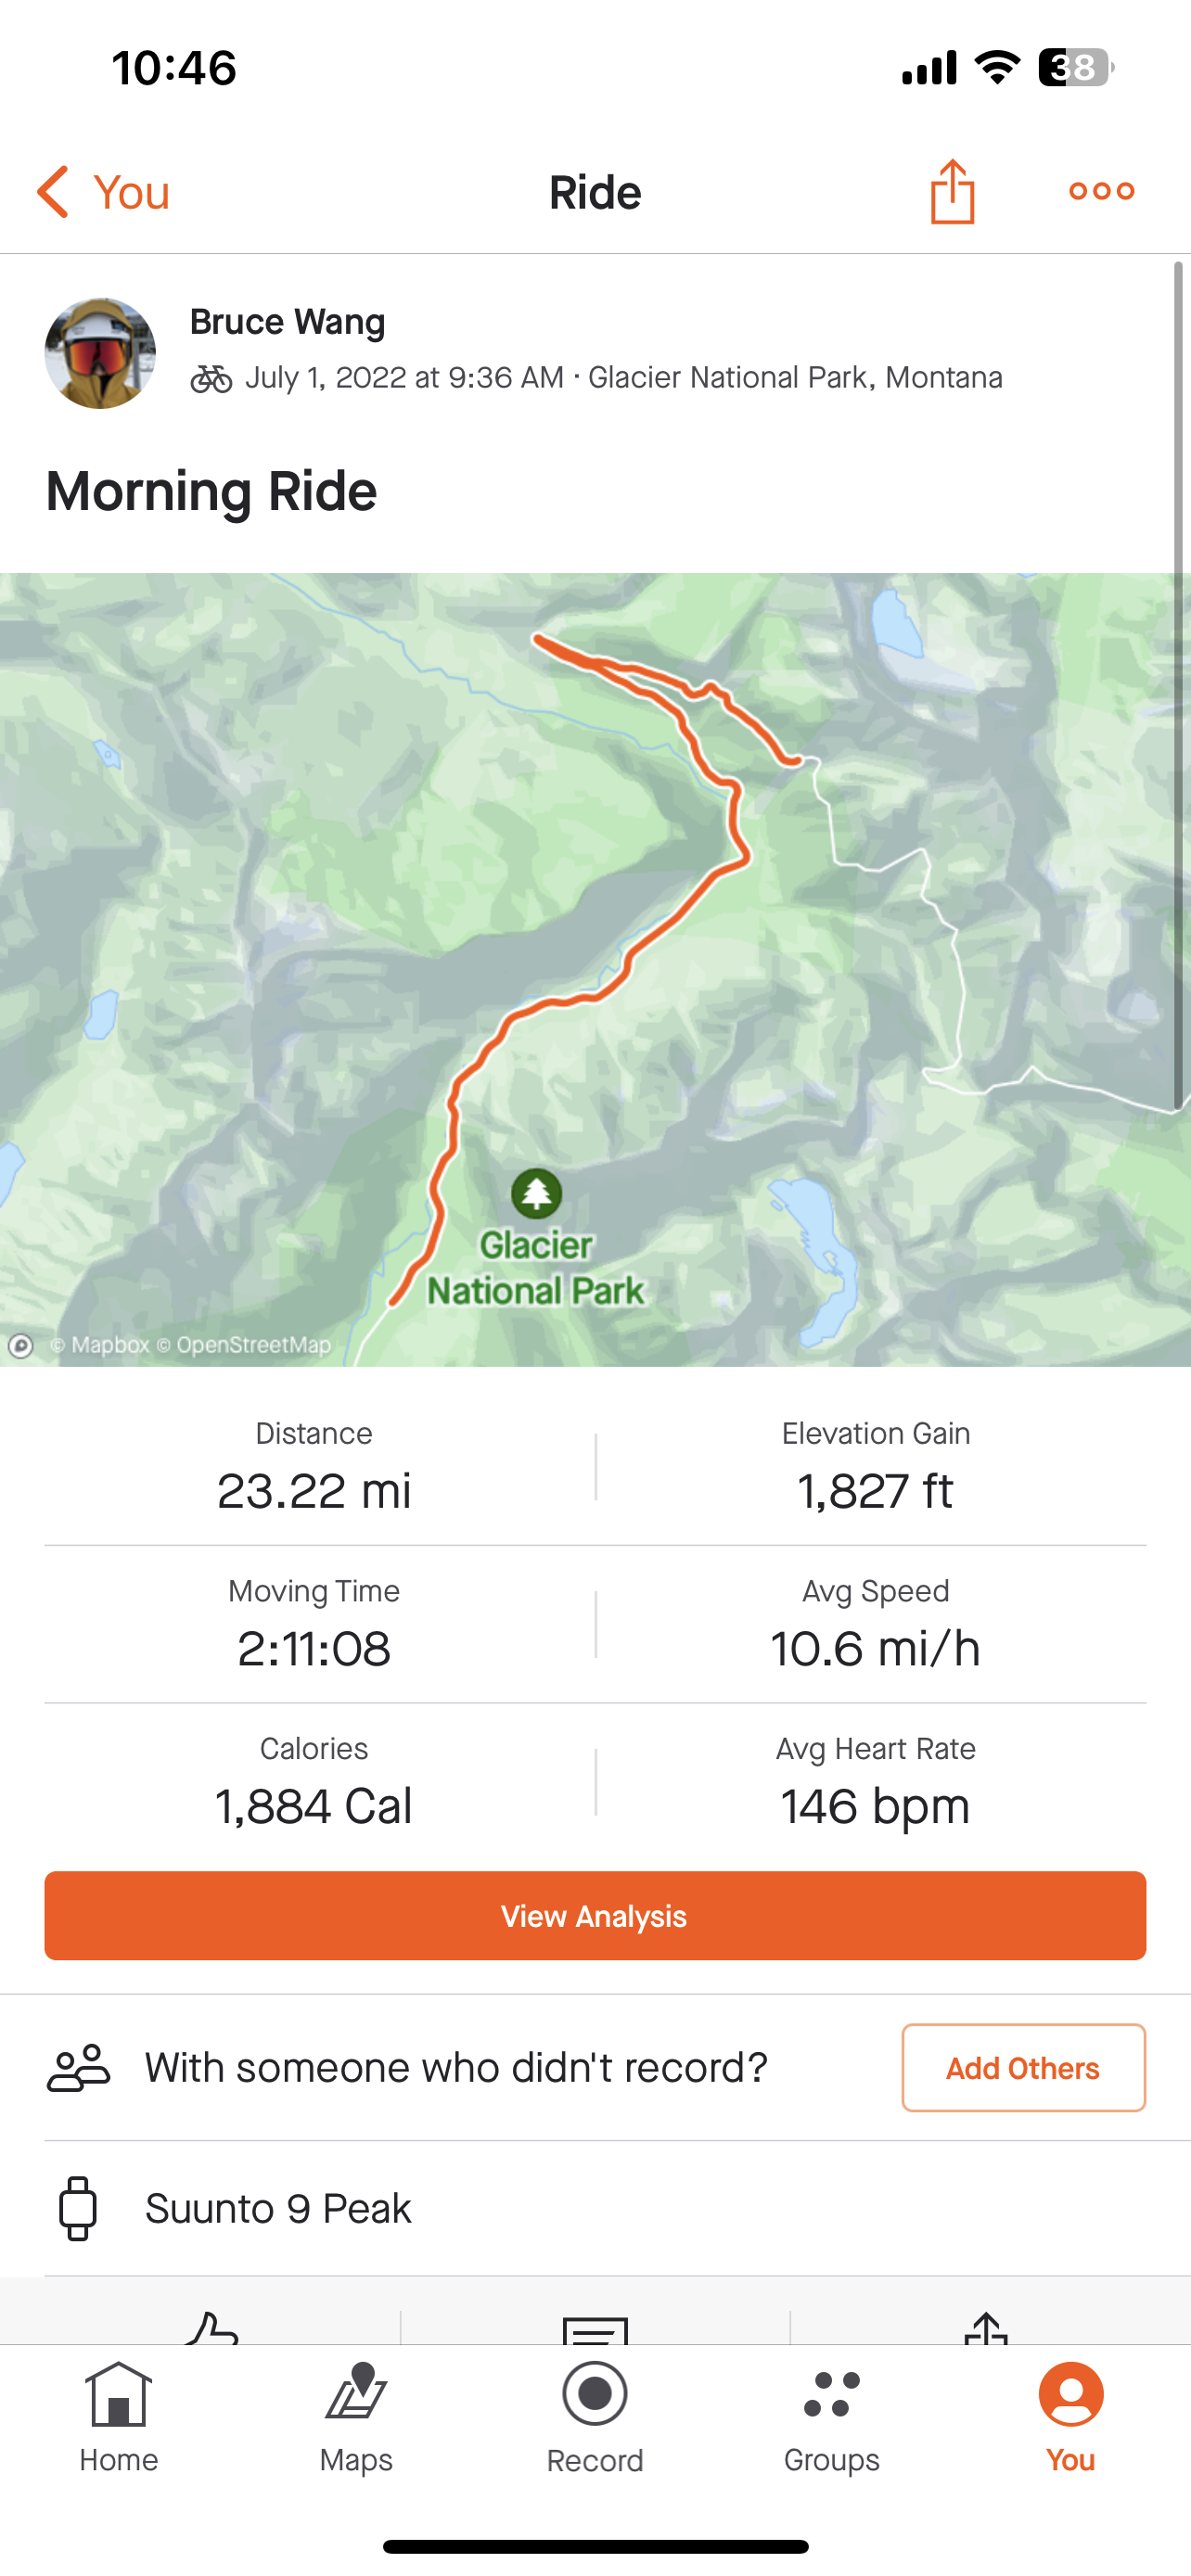 10:46
38
You
Ride
Bruce Wang
July 1, 2022 at 9:36 AM · Glacier National Park, Montana
Morning Ride
Glacier
National Park
© Mapbox © OpenStreetMap
Distance
23.22 mi
Elevation Gain
1,827 ft
Moving Time
2:11:08
Avg Speed
10.6 mi/h
Calories
1,884 Cal
Avg Heart Rate
146 bpm
View Analysis
With someone who didn't record?
Add Others
Suunto 9 Peak
Home
Maps
Record
Groups
You